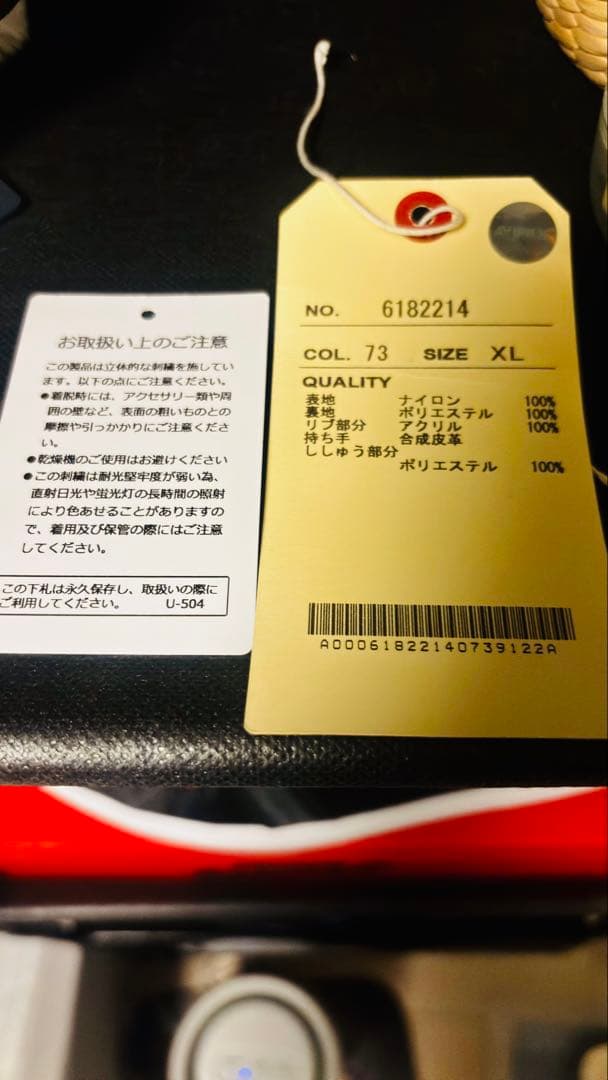 お取扱い上のご注意
この製品は立体的な刺繍を施してい
ます。以下の点にご注意ください。
●着脱時には、アクセサリー類や周
囲の壁など、表面の粗いものとの
摩擦や引っかかりにご注意くださ
い。
●乾燥機のご使用はお避けください
●この刺繍は耐光堅牢度が弱い為、
直射日光や蛍光灯の長時間の照射
により色あせることがありますの
で、着用及び保管の際にはご注意
してください。
この下札は永久保存し、取扱いの際に
ご利用してください。 U-504
NO. 6182214
COL. 73 SIZE XL
QUALITY
表地 ナイロン 100%
裏地 ポリエステル 100%
リブ部分 アクリル 100%
持ち手 合成皮革
ししゅう部分
ポリエステル 100%
A00061822140739122A